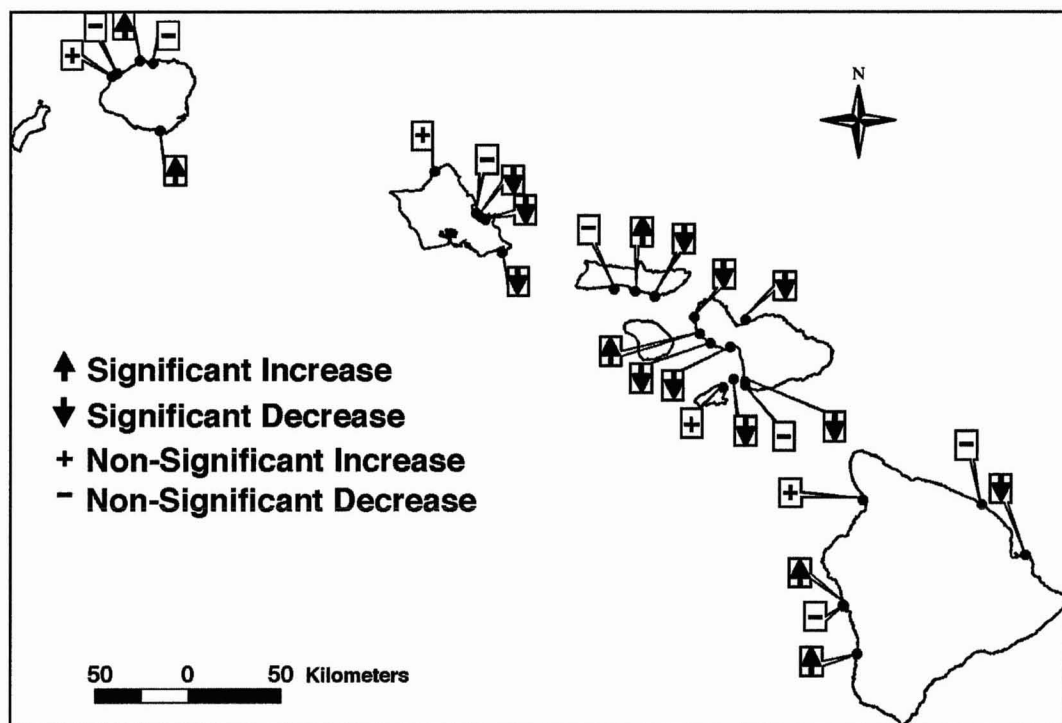 N
Significant Increase
Significant Decrease
+ Non-Significant Increase
- Non-Significant Decrease
50 0 50 Kilometers